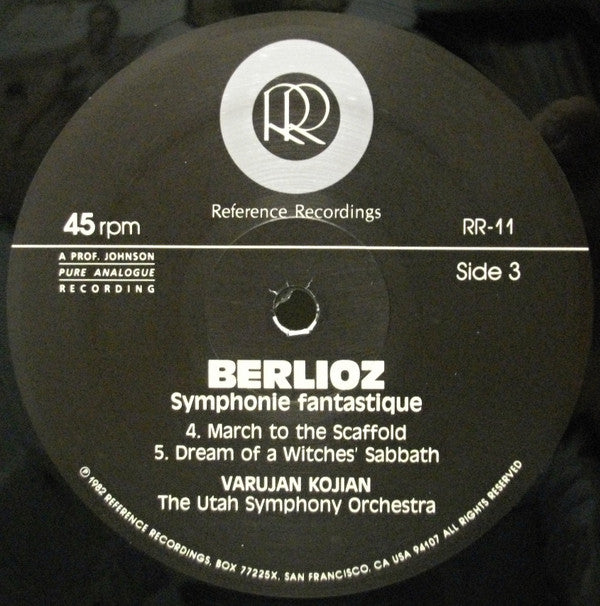 RR
Reference Recordings
45 rpm
RR-11
A PROF. JOHNSON
PURE ANALOGUE
RECORDING
Side 3
BERLIOZ
Symphonie fantastique
4. March to the Scaffold
5. Dream of a Witches' Sabbath
VARUJAN KOJIAN
The Utah Symphony Orchestra
℗1982 REFERENCE RECORDINGS, BOX 77225X, SAN FRANCISCO, CA USA 94107 ALL RIGHTS RESERVED